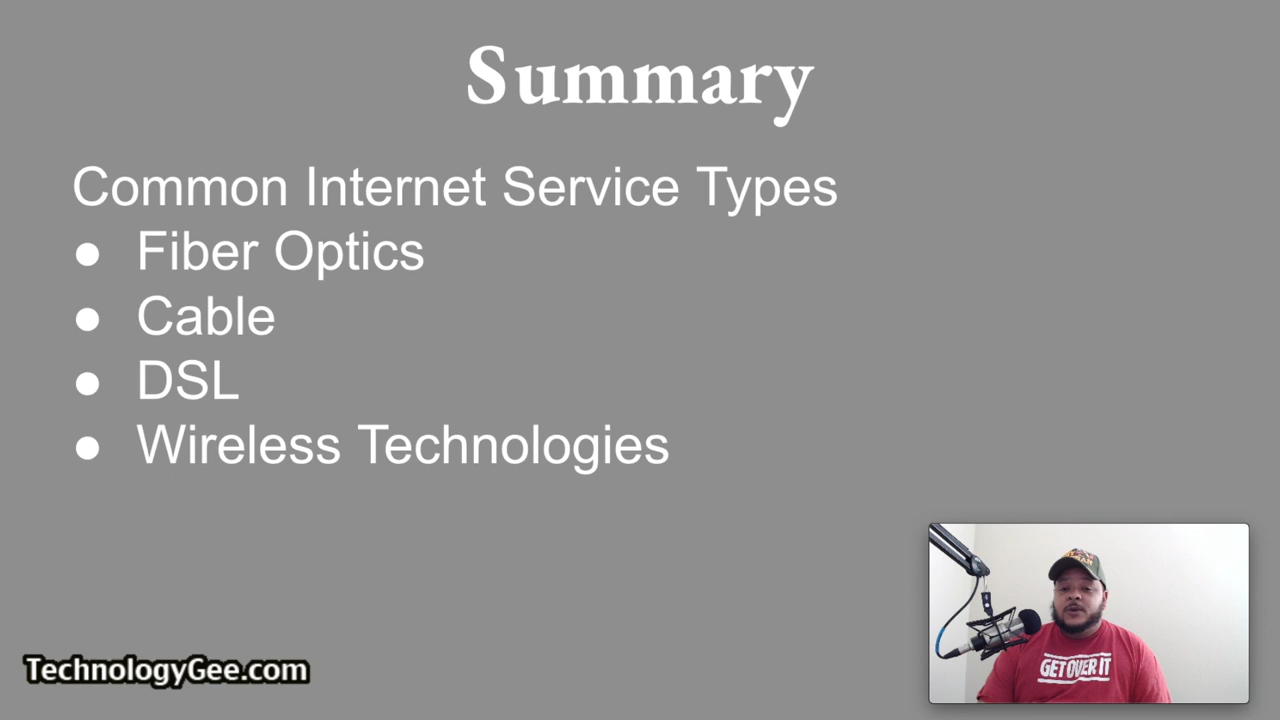 Summary
Common Internet Service Types
● Fiber Optics
● Cable
● DSL
● Wireless Technologies
GET OVER IT
TechnologyGee.com